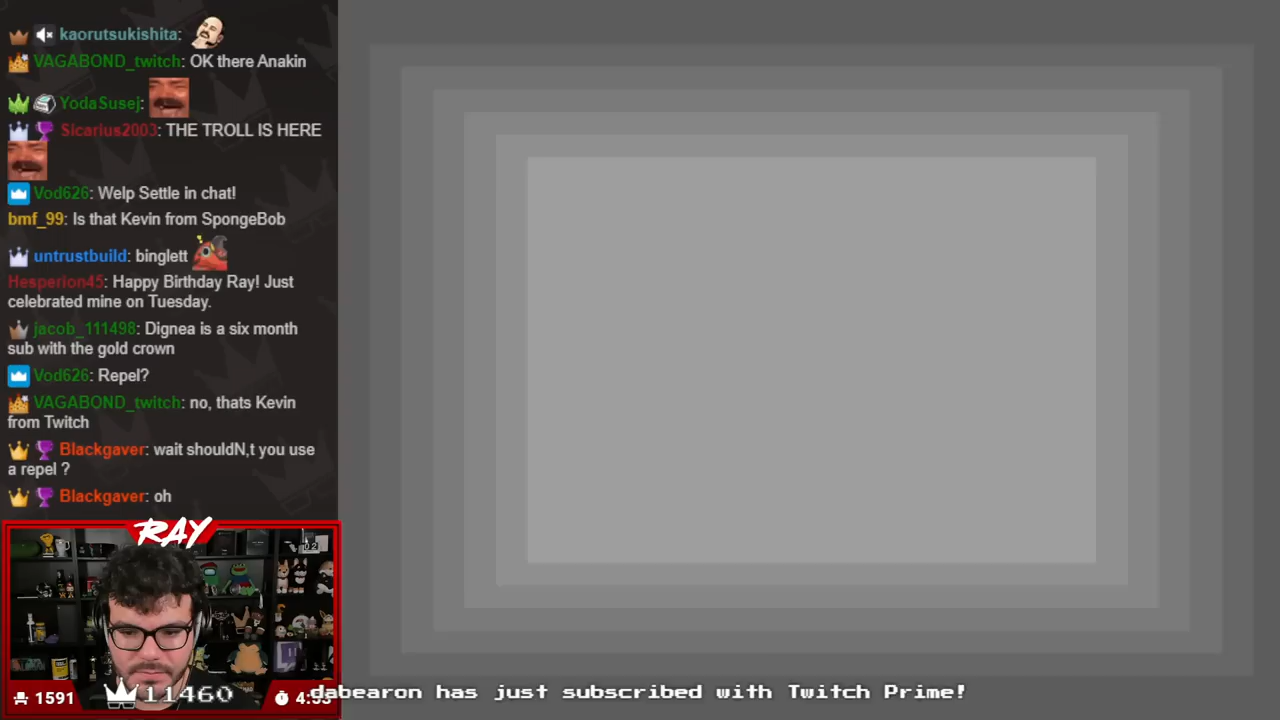 kaorutsukishita:
VAGABOND_twitch: OK there Anakin
YodaSusej:
Sicarius2003: THE TROLL IS HERE
Vod626: Welp Settle in chat!
bmf_99: Is that Kevin from SpongeBob
untrustbuild: binglett
Hesperion45: Happy Birthday Ray! Just
celebrated mine on Tuesday.
jacob_111498: Dignea is a six month
sub with the gold crown
Vod626: Repel?
VAGABOND_twitch: no, thats Kevin
from Twitch
Blackgaver: wait shouldN,t you use
a repel ?
Blackgaver: oh
RAY
1591
11460
dabearon has just subscribed with Twitch Prime!